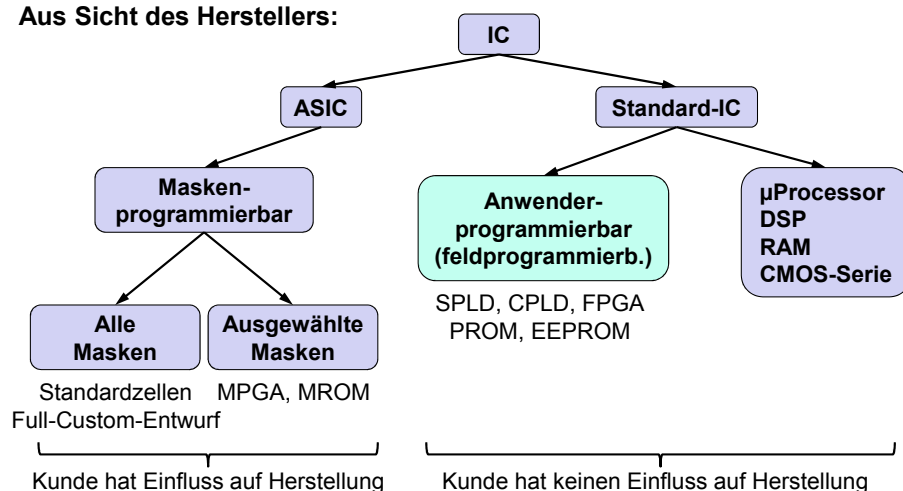 Aus Sicht des Herstellers:
IC
ASIC
Standard-IC
Masken-
programmierbar
Anwender-
programmierbar
(feldprogrammierb.)
µProcessor
DSP
RAM
CMOS-Serie
SPLD, CPLD, FPGA
PROM, EEPROM
Alle
Masken
Ausgewählte
Masken
Standardzellen
Full-Custom-Entwurf
MPGA, MROM
Kunde hat Einfluss auf Herstellung
Kunde hat keinen Einfluss auf Herstellung